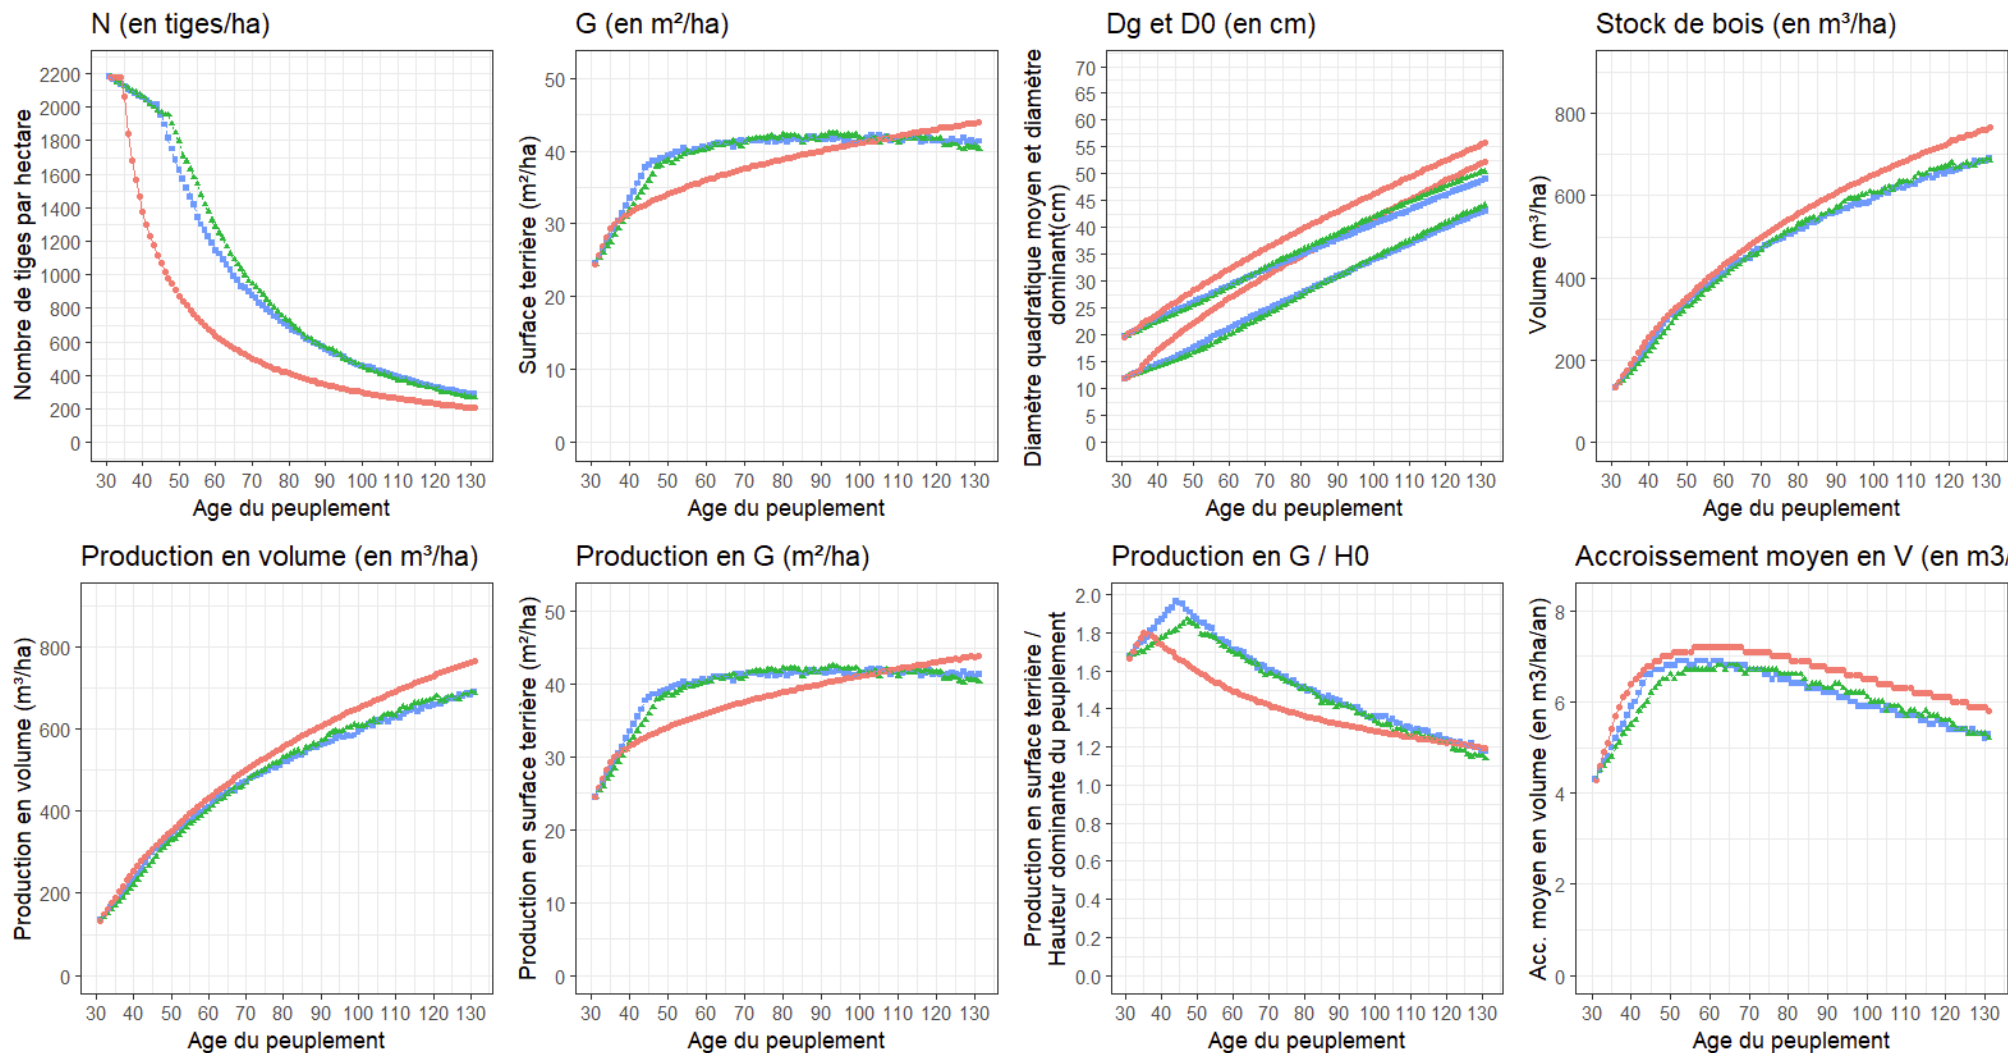 N (en tiges/ha)
Nombre de tiges par hectare
2200
2000
1800
1600
1400
1200
1000
800
600
400
200
0
30 40 50 60 70 80 90 100 110 120 130
Age du peuplement
G (en m²/ha)
Surface terrière (m²/ha)
50
40
30
20
10
0
30 40 50 60 70 80 90 100 110 120 130
Age du peuplement
Dg et D0 (en cm)
Diamètre quadratique moyen et diamètre
dominant(cm)
70
65
60
55
50
45
40
35
30
25
20
15
10
5
0
30 40 50 60 70 80 90 100 110 120 130
Age du peuplement
Stock de bois (en m³/ha)
Volume (m³/ha)
800
600
400
200
0
30 40 50 60 70 80 90 100 110 120 130
Age du peuplement
Production en volume (en m³/ha)
Production en volume (m³/ha)
800
600
400
200
0
30 40 50 60 70 80 90 100 110 120 130
Age du peuplement
Production en G (m²/ha)
Production en surface terrière (m²/ha)
50
40
30
20
10
0
30 40 50 60 70 80 90 100 110 120 130
Age du peuplement
Production en G / H0
Production en surface terrière /
Hauteur dominante du peuplement
2.0
1.8
1.6
1.4
1.2
1.0
0.8
0.6
0.4
0.2
0.0
30 40 50 60 70 80 90 100 110 120 130
Age du peuplement
Accroissement moyen en V (en m3/
Acc. moyen en volume (en m3/ha/an)
8
6
4
2
0
30 40 50 60 70 80 90 100 110 120 130
Age du peuplement